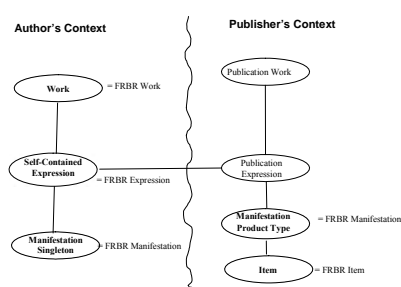 Author's Context
Publisher's Context
Publication Work
Work
= FRBR Work
Self-Contained
Expression
= FRBR Expression
Publication
Expression
Manifestation
Product Type
= FRBR Manifestation
Manifestation
Singleton
= FRBR Manifestation
Item
= FRBR Item